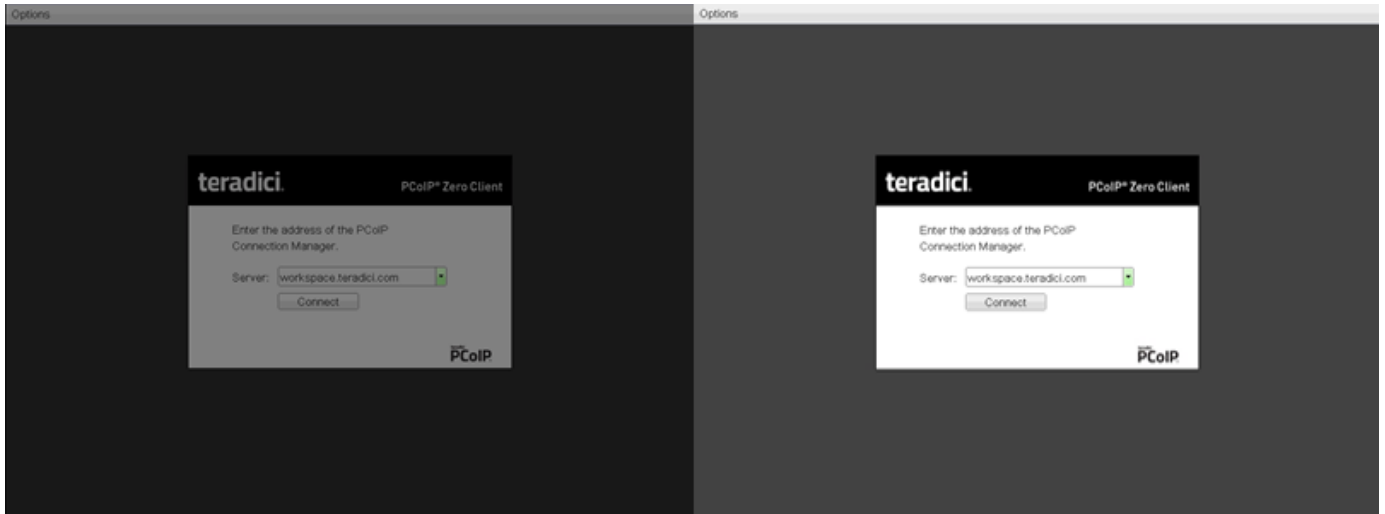 Options
teradici.
PCoIP® Zero Client
Enter the address of the PCoIP
Connection Manager.
Server: workspace.teradici.com
Connect
PCoIP
Options
teradici.
PCoIP® Zero Client
Enter the address of the PCoIP
Connection Manager.
Server: workspace.teradici.com
Connect
PCoIP